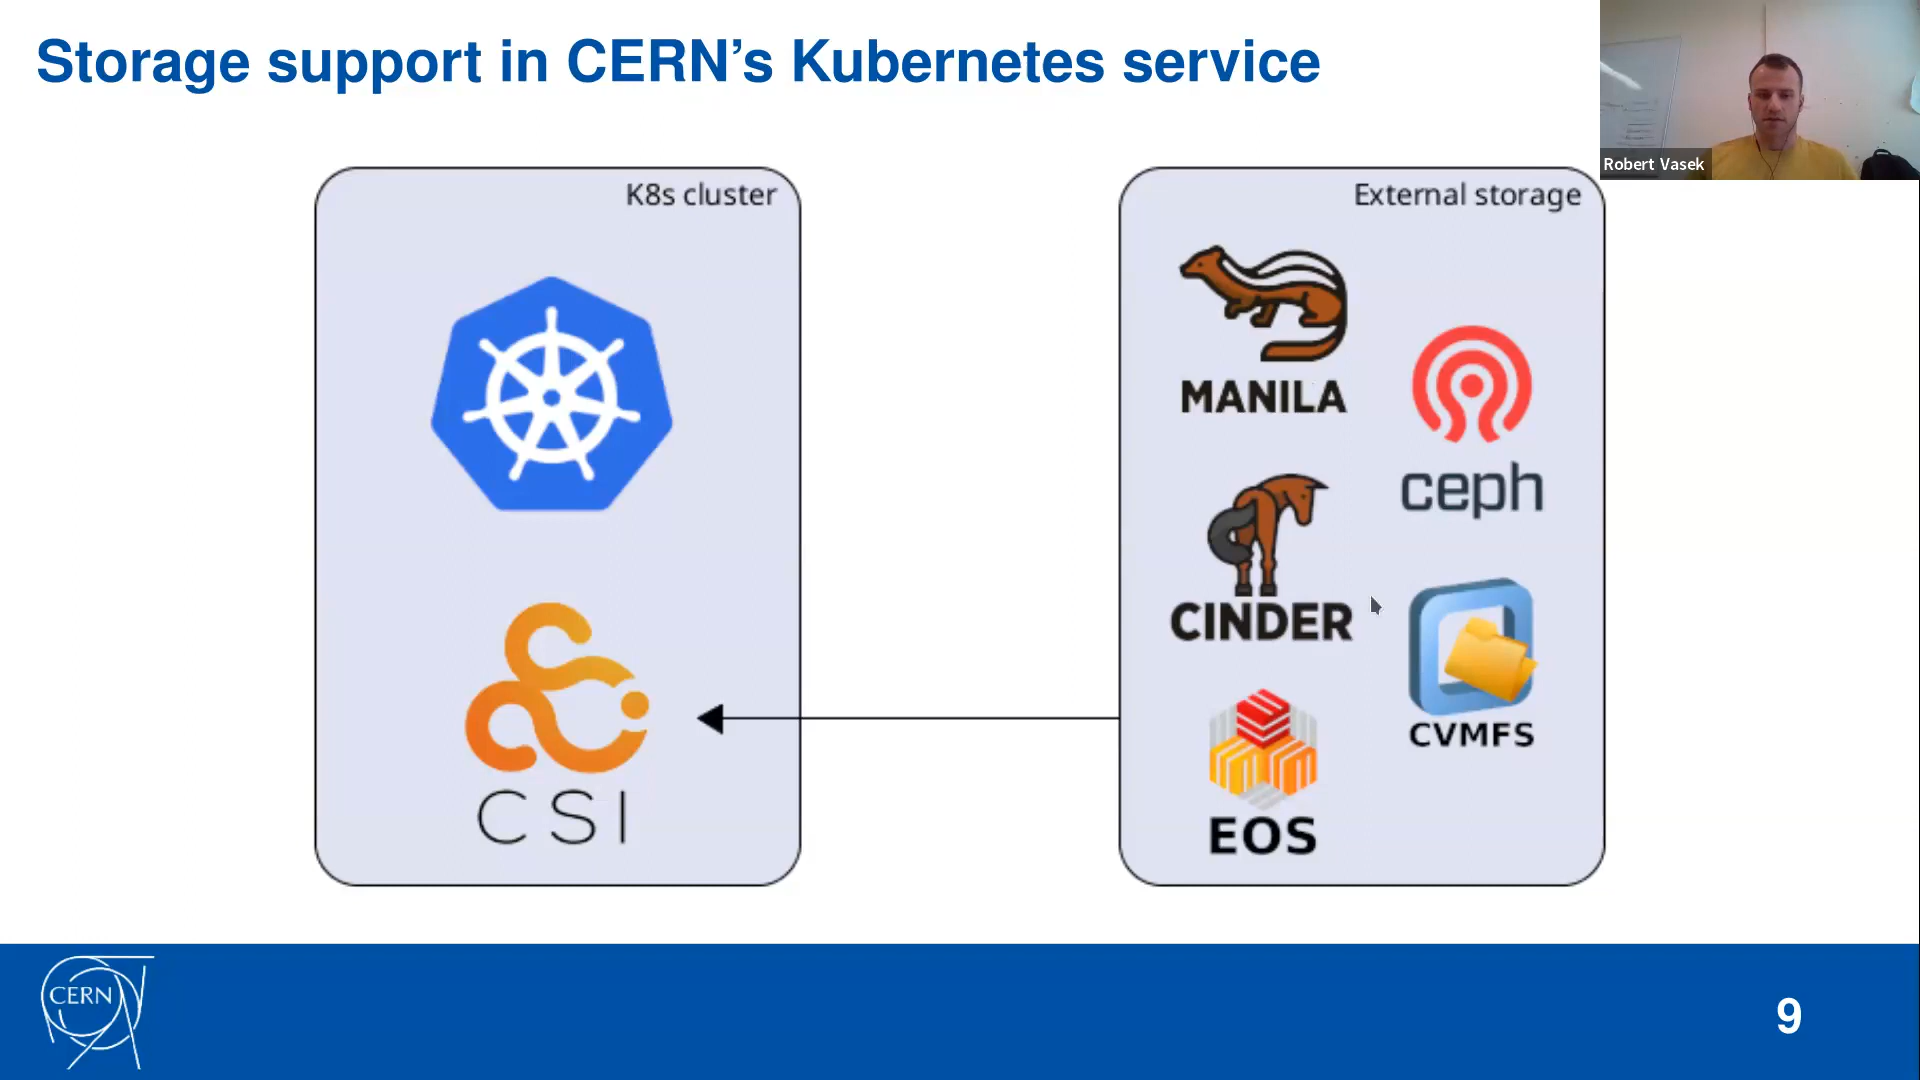 Storage support in CERN’s Kubernetes service
Robert Vasek
K8s cluster
CSI
External storage
MANILA
ceph
CINDER
CVMFS
EOS
CERN
9